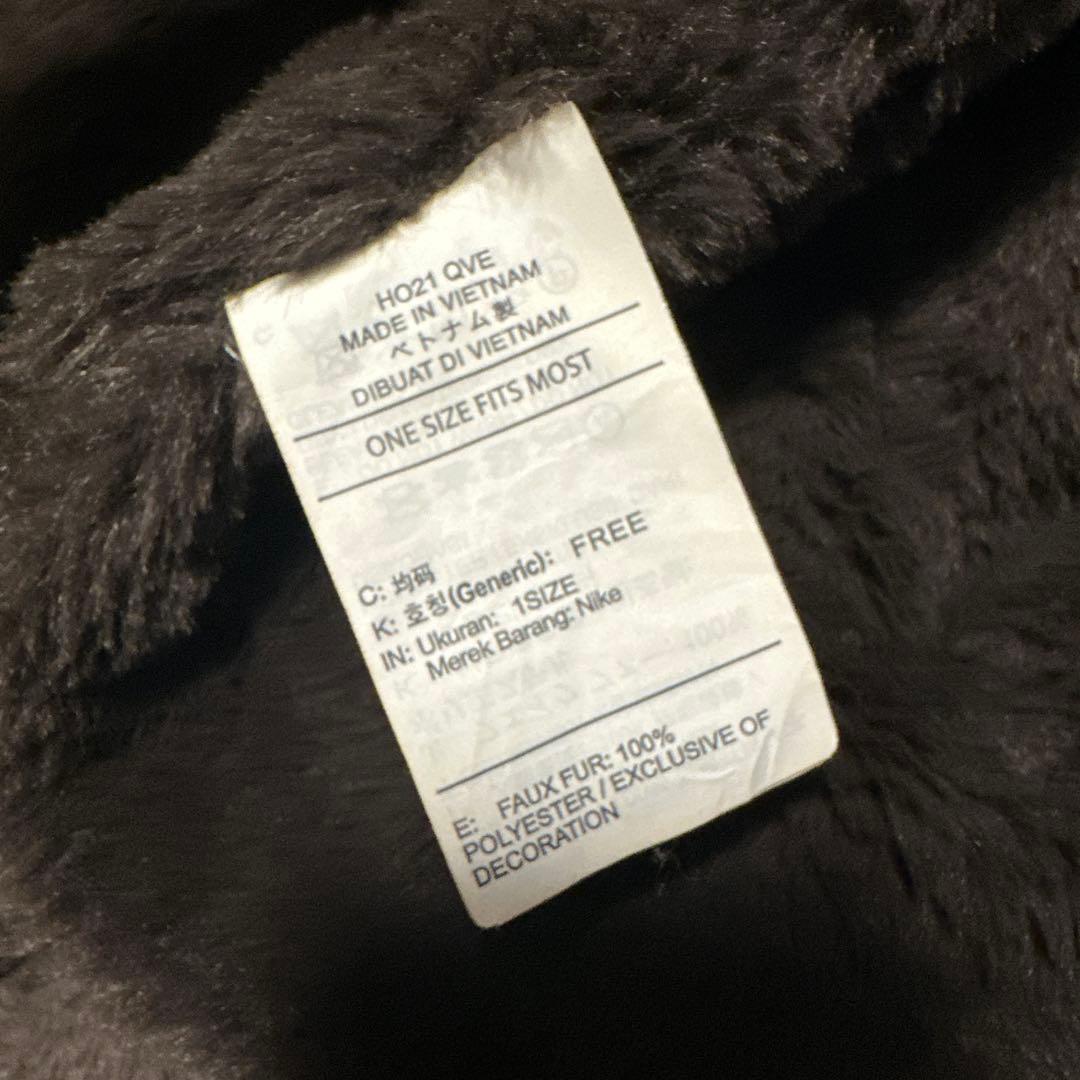 HO21 QVE
MADE IN VIETNAM
ベトナム製
DIBUAT DI VIETNAM
ONE SIZE FITS MOST
C: 均码
K: 호칭(Generic): FREE
IN: Ukuran: 1SIZE
Merek Barang: Nike
E: FAUX FUR: 100%
POLYESTER / EXCLUSIVE OF
DECORATION